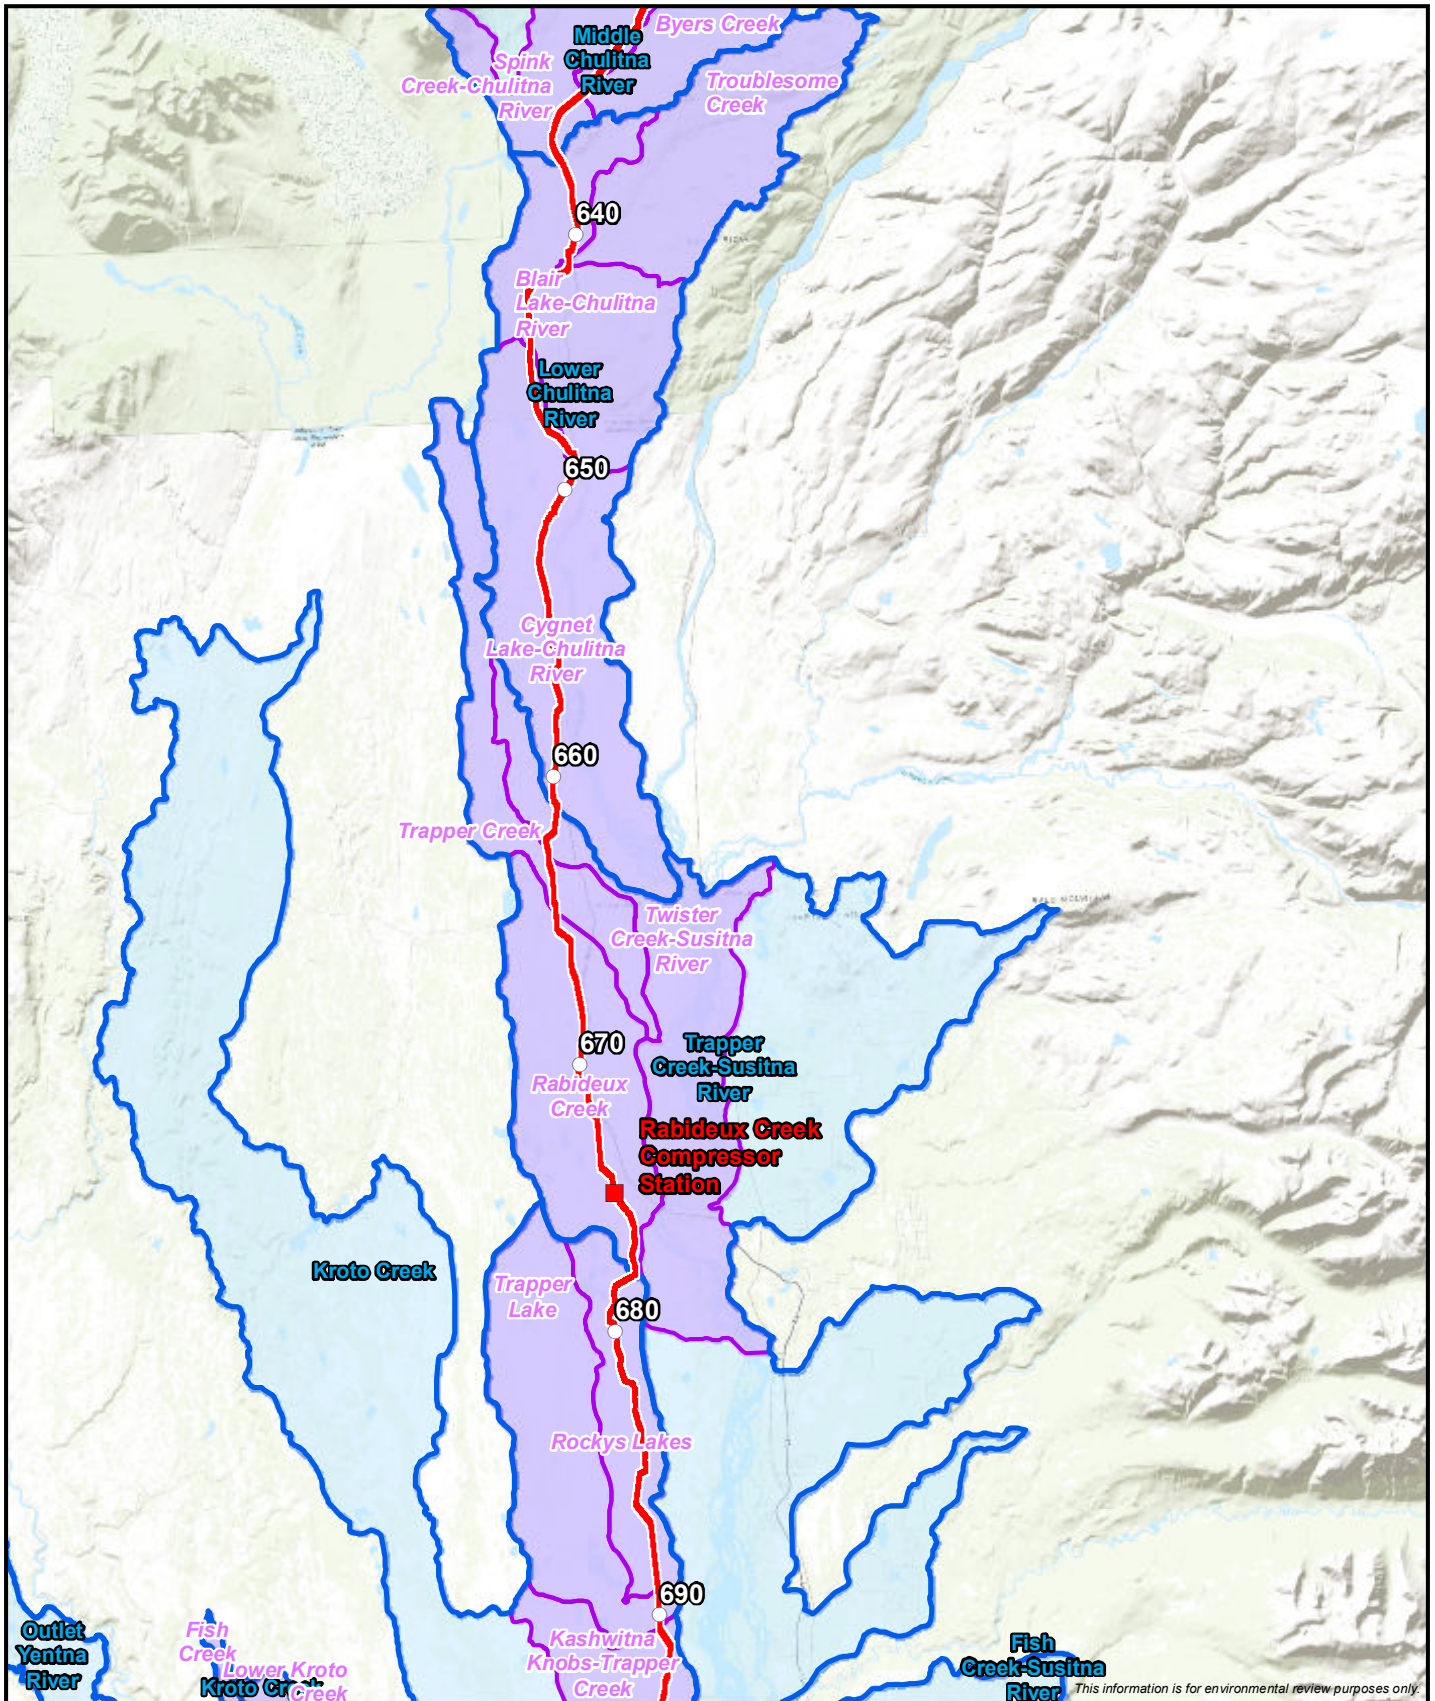 Byers Creek
Middle
Chulitna
River
Spink
Creek-Chulitna
River
Troublesome
Creek
640
Blair
Lake-Chulitna
River
Lower
Chulitna
River
650
Cygnet
Lake-Chulitna
River
660
Trapper Creek
Twister
Creek-Susitna
River
670
Trapper
Creek-Susitna
River
Rabideux
Creek
Rabideux Creek
Compressor
Station
Kroto Creek
Trapper
Lake
680
Rockys Lakes
690
Outlet
Yentna
River
Fish
Creek
Lower Kroto
Creek
Kroto Creek
Kashwitna
Knobs-Trapper
Creek
Fish
Creek-Susitna
River
This information is for environmental review purposes only.